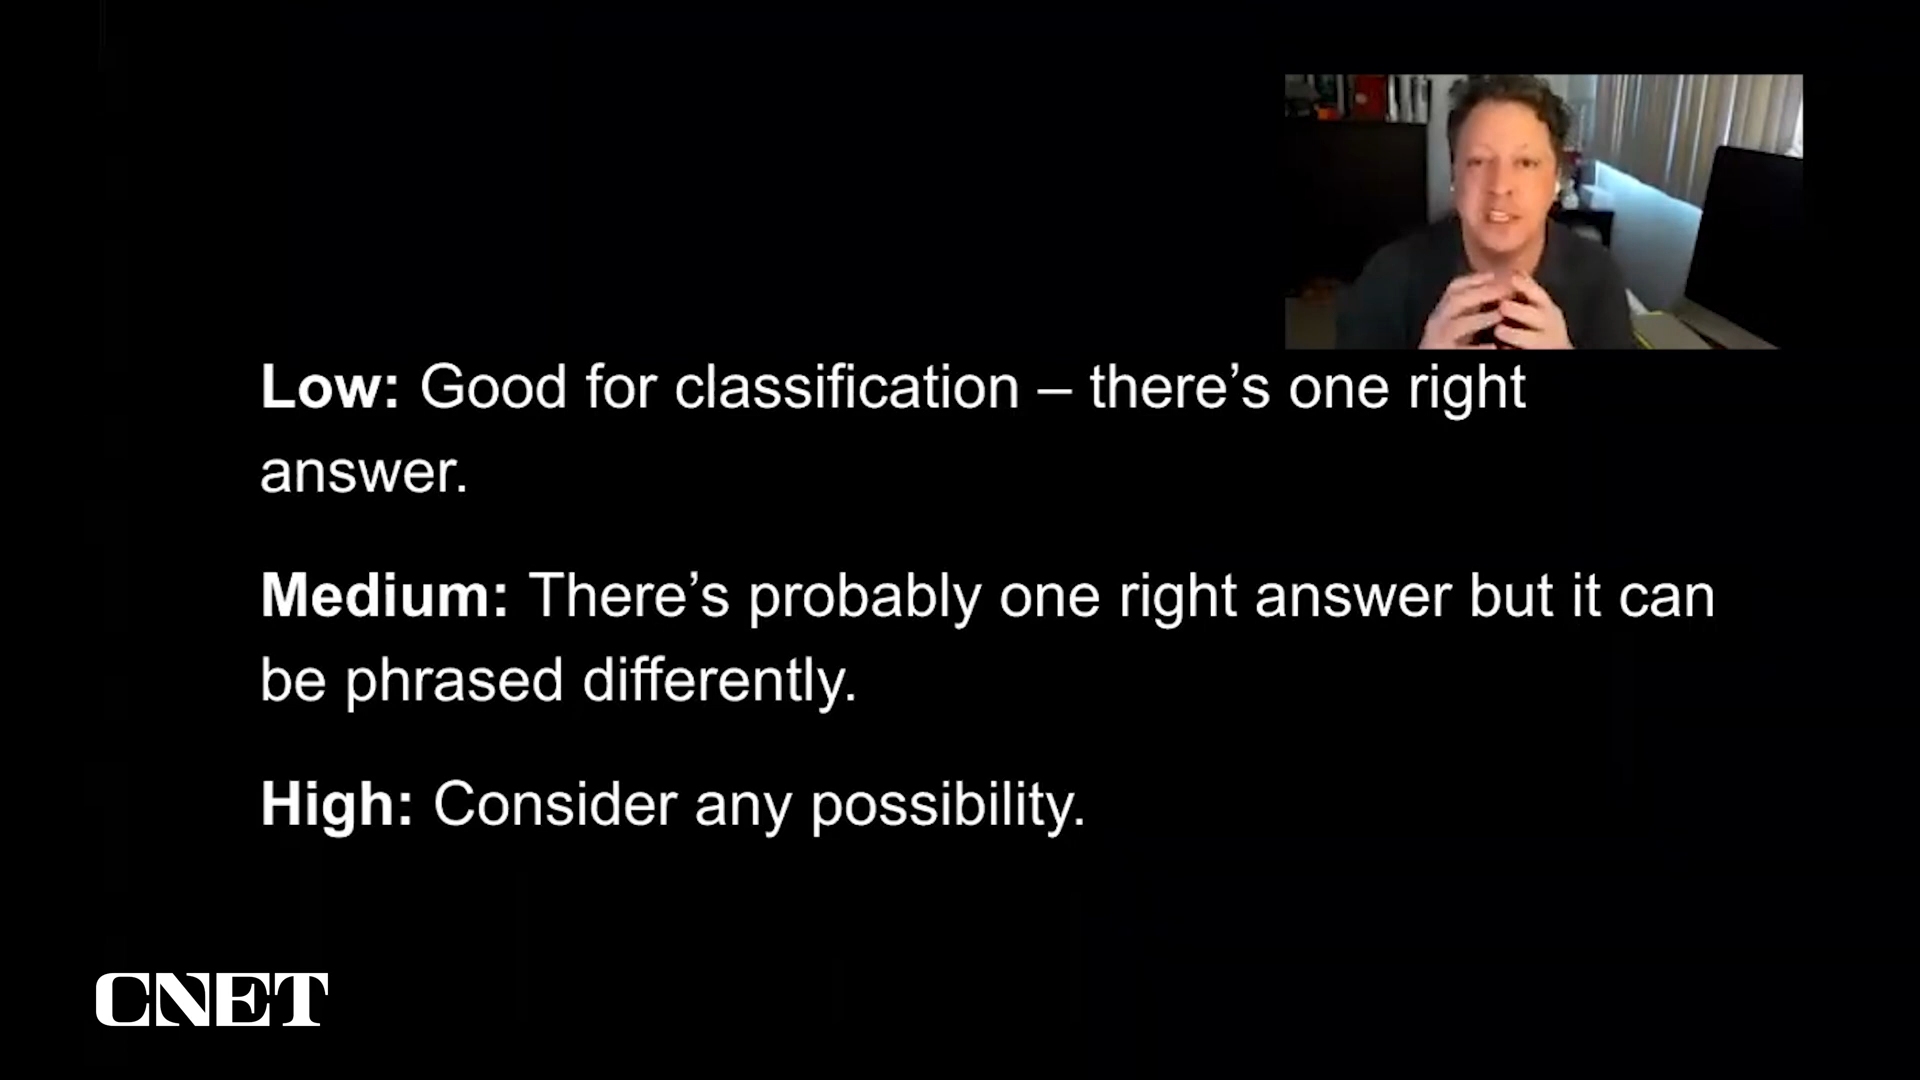 Low: Good for classification – there’s one right
answer.
Medium: There’s probably one right answer but it can
be phrased differently.
High: Consider any possibility.
CNET